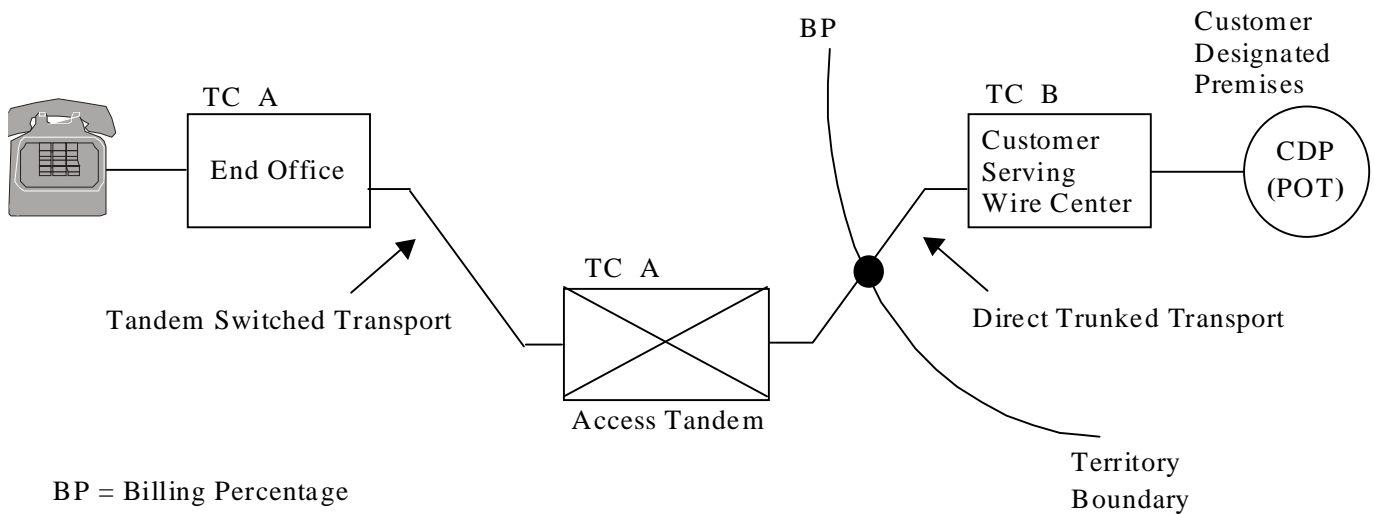 BP
Customer
Designated
Premises
TC A
TC B
End Office
Customer
Serving
Wire Center
CDP
(POT)
TC A
Tandem Switched Transport
Direct Trunked Transport
Access Tandem
Territory
Boundary
BP = Billing Percentage